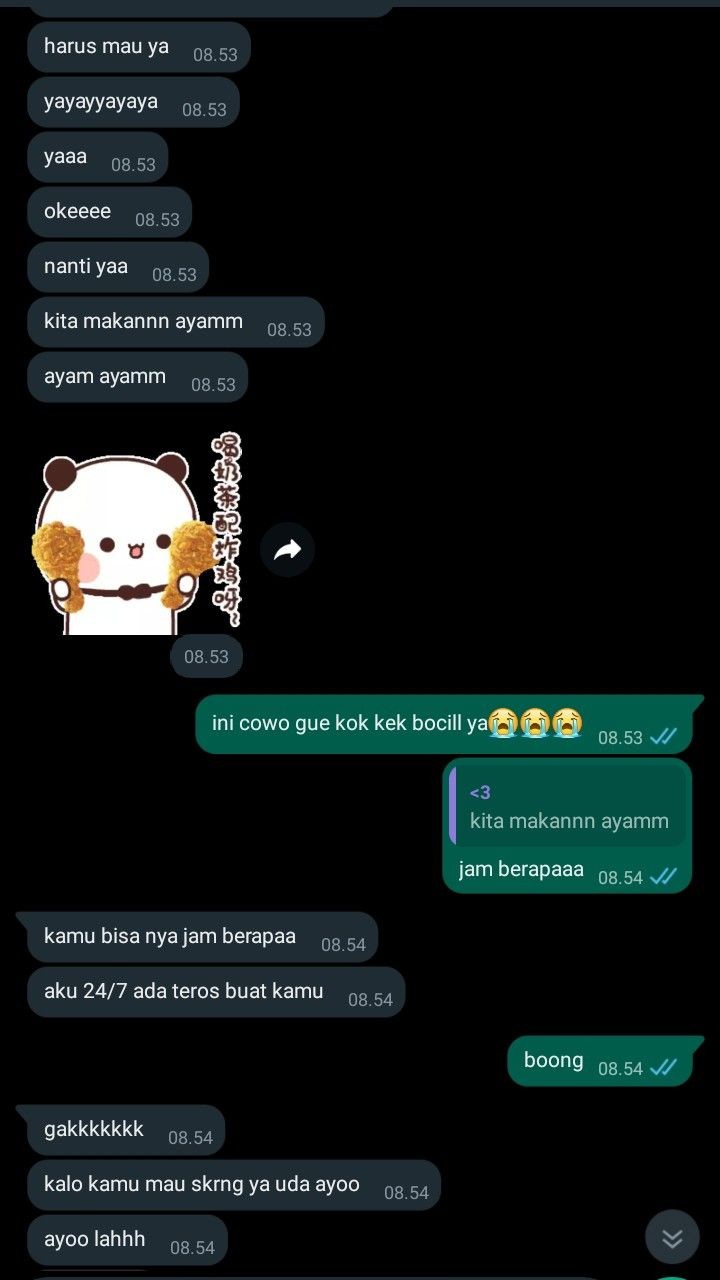 harus mau ya 08.53
yayayyayaya 08.53
yaaa 08.53
okeeee 08.53
nanti yaa 08.53
kita makannn ayamm 08.53
ayam ayamm 08.53
喝奶茶配炸鸡呀~
08.53
ini cowo gue kok kek bocill ya😭😭😭 08.53
<3
kita makannn ayamm
jam berapaaa 08.54
kamu bisa nya jam berapaa 08.54
aku 24/7 ada teros buat kamu 08.54
boong 08.54
gakkkkkkk 08.54
kalo kamu mau skrng ya uda ayoo 08.54
ayoo lahhh 08.54